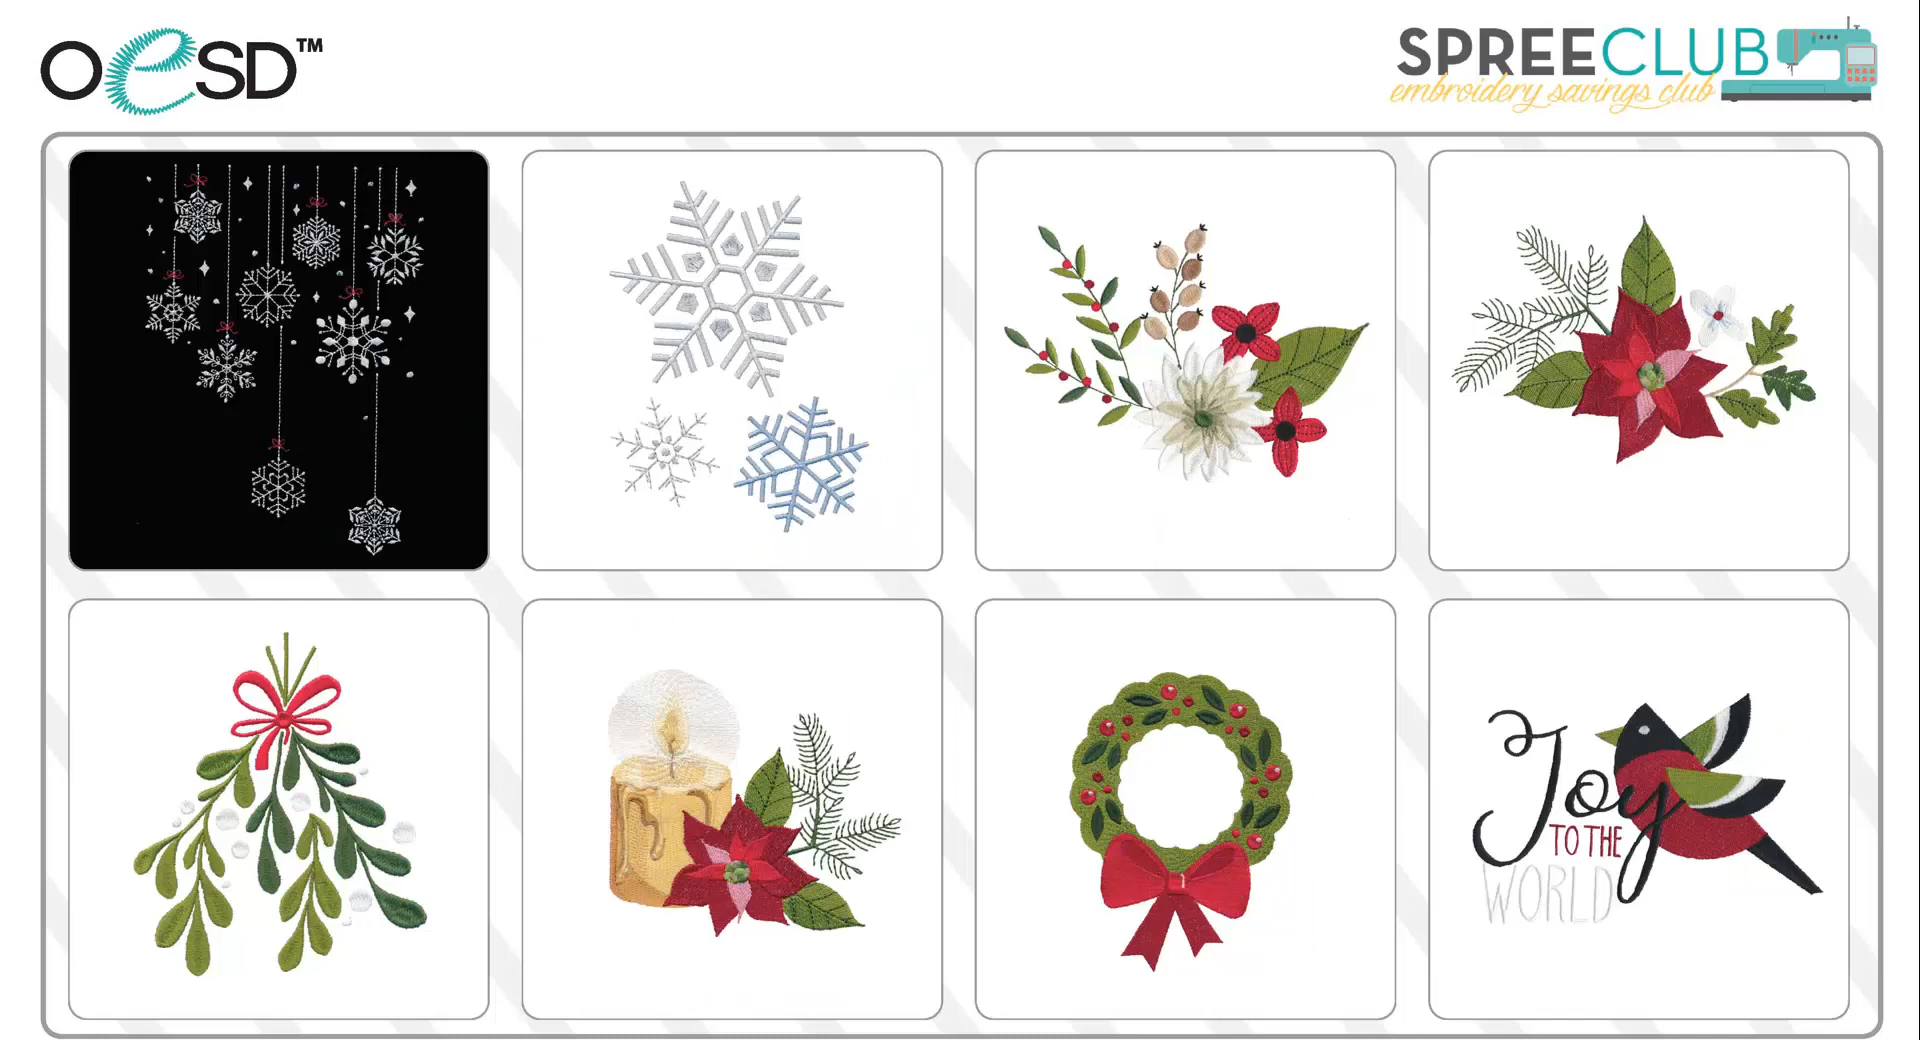 OESD™
SPREECLUB
embroidery savings club
Joy
TO THE
WORLD